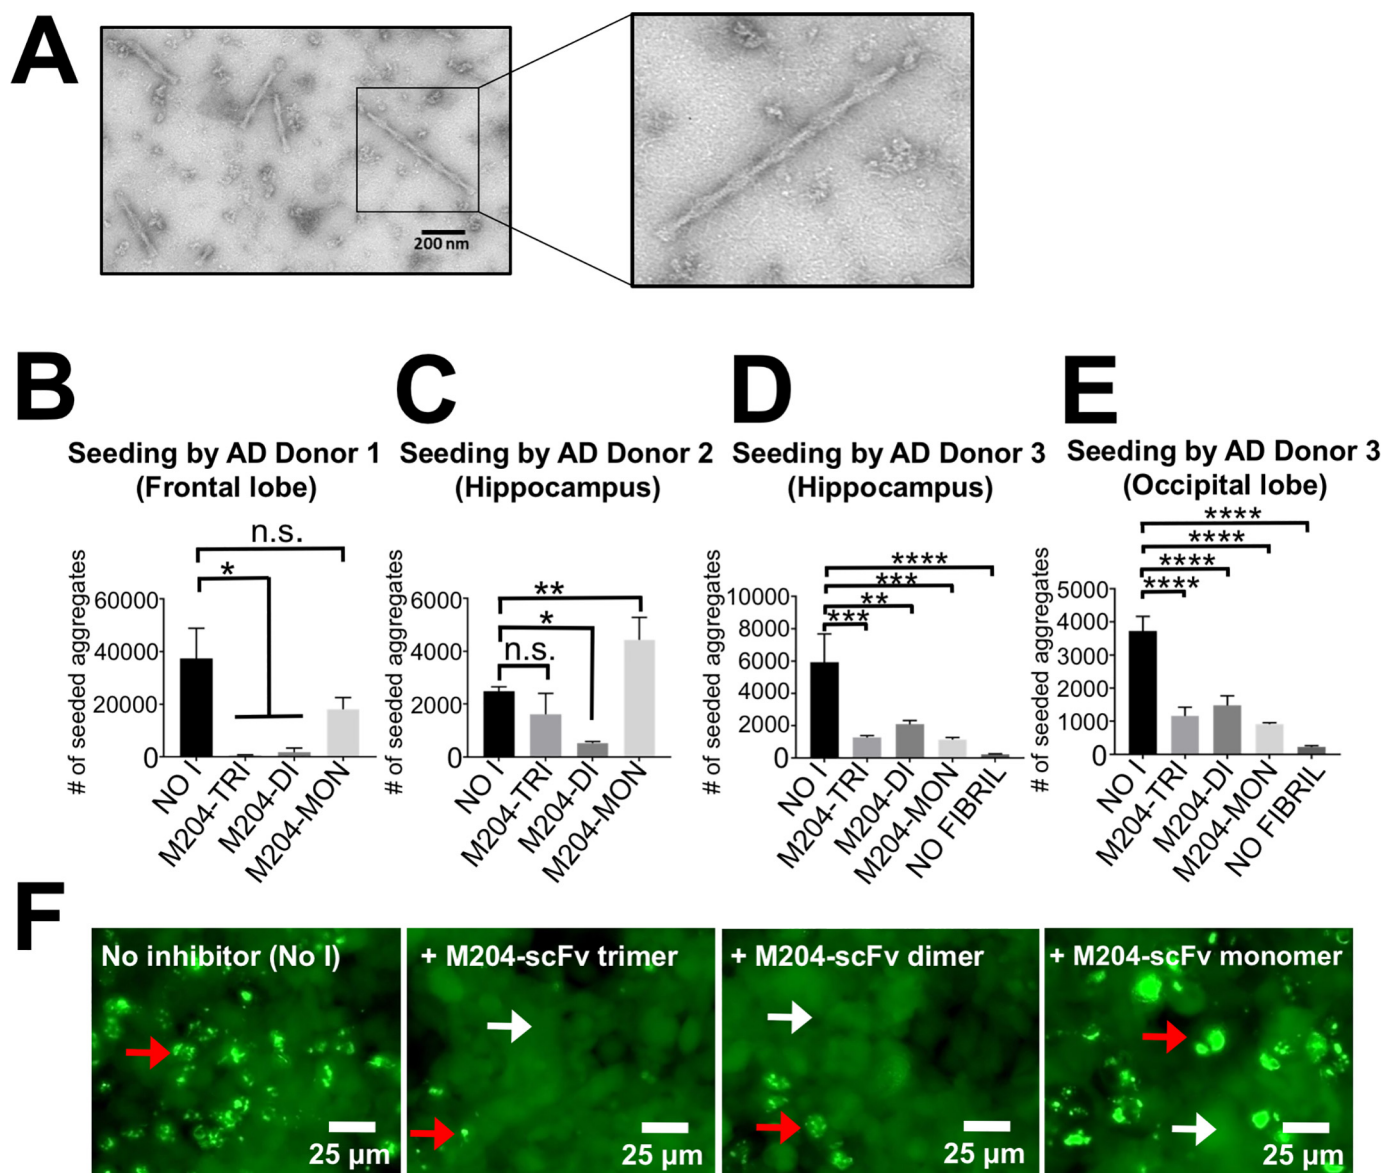 A
200 nm
B
C
D
E
Seeding by AD Donor 1
(Frontal lobe)
Seeding by AD Donor 2
(Hippocampus)
Seeding by AD Donor 3
(Hippocampus)
Seeding by AD Donor 3
(Occipital lobe)
# of seeded aggregates
60000
40000
20000
0
n.s.
*
NO I
M204-TRI
M204-DI
M204-MON
# of seeded aggregates
6000
4000
2000
0
**
*
n.s.
NO I
M204-TRI
M204-DI
M204-MON
# of seeded aggregates
10000
8000
6000
4000
2000
0
****
***
**
***
NO I
M204-TRI
M204-DI
M204-MON
NO FIBRIL
# of seeded aggregates
5000
4000
3000
2000
1000
0
****
****
****
****
NO I
M204-TRI
M204-DI
M204-MON
NO FIBRIL
F
No inhibitor (No I)
25 µm
+ M204-scFv trimer
25 µm
+ M204-scFv dimer
25 µm
+ M204-scFv monomer
25 µm